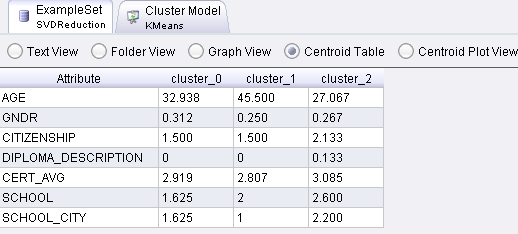 ExampleSet
SVDReduction
Cluster Model
KMeans
Text View Folder View Graph View Centroid Table Centroid Plot View
Attribute cluster_0 cluster_1 cluster_2
AGE 32.938 45.500 27.067
GNDR 0.312 0.250 0.267
CITIZENSHIP 1.500 1.500 2.133
DIPLOMA_DESCRIPTION 0 0 0.133
CERT_AVG 2.919 2.807 3.085
SCHOOL 1.625 2 2.600
SCHOOL_CITY 1.625 1 2.200